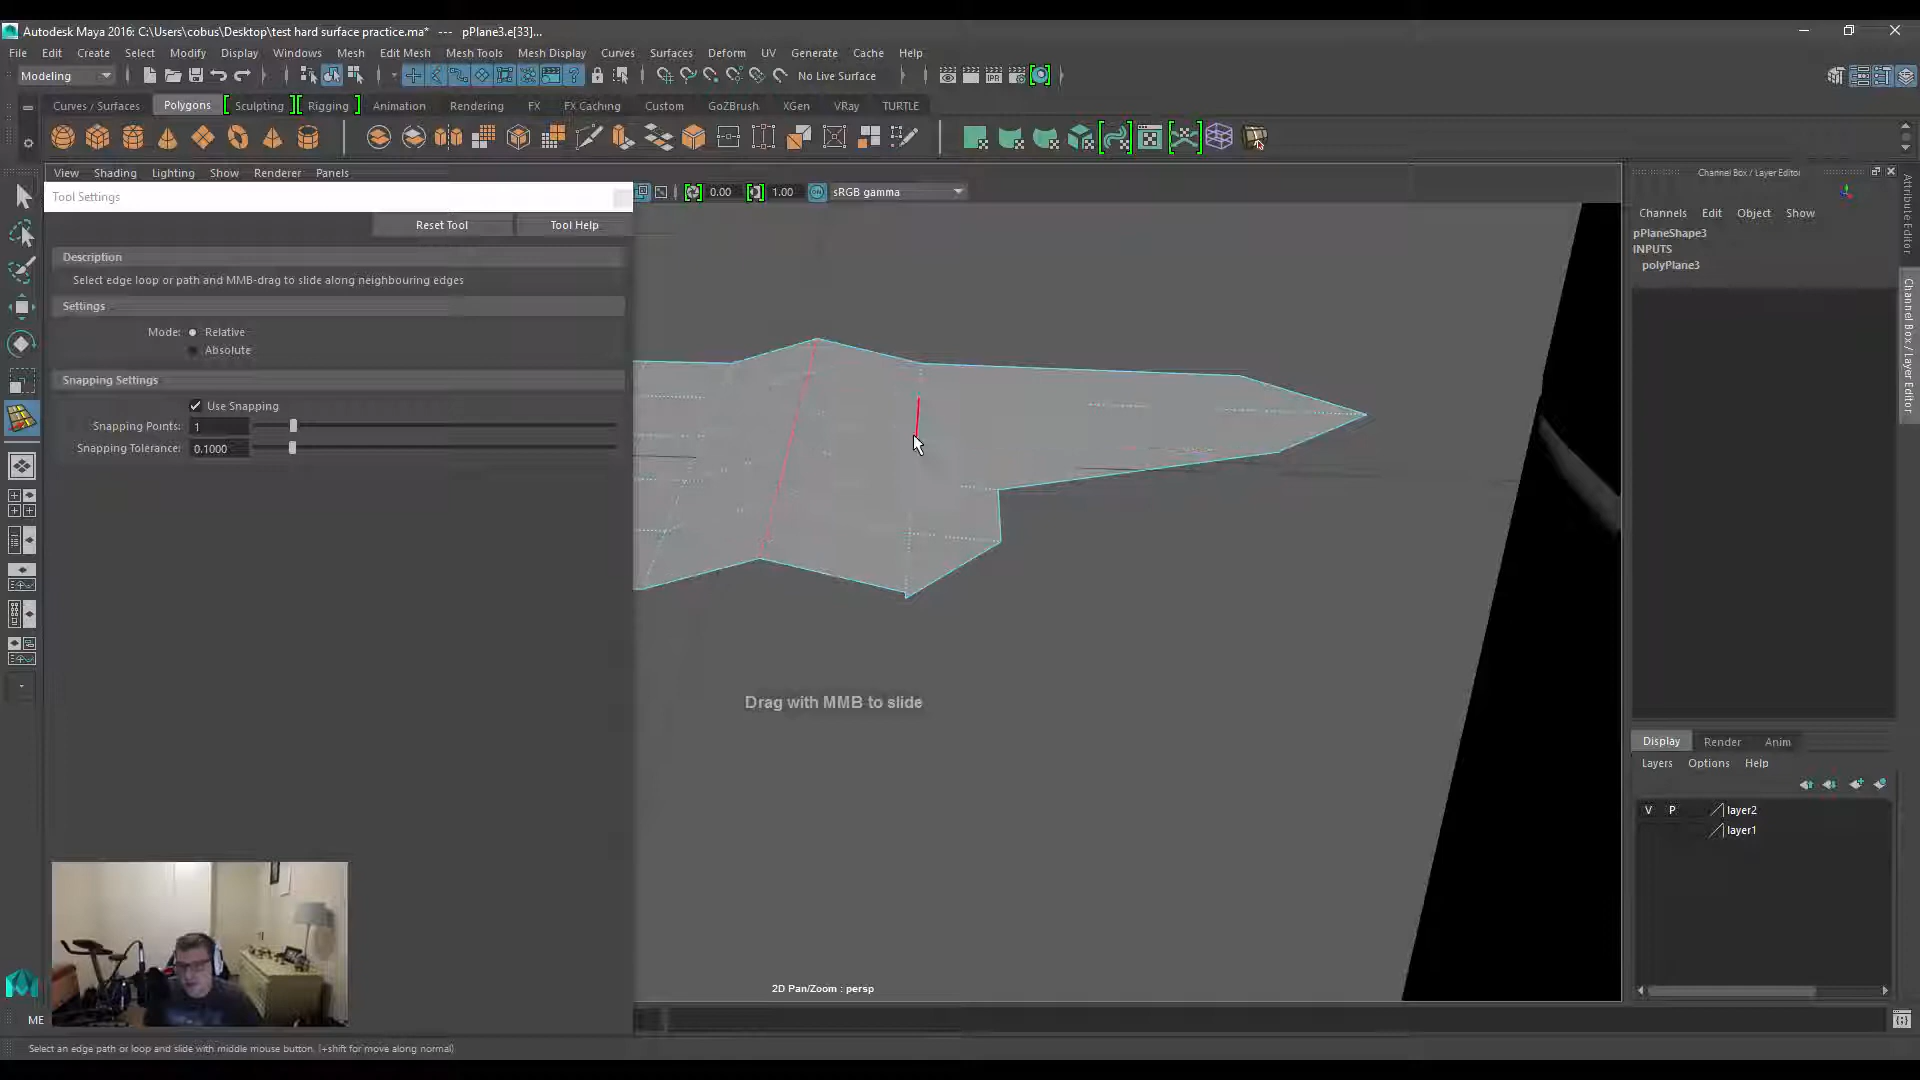 Autodesk Maya 2016: C:\Users\cobus\Desktop\test hard surface practice.ma* --- pPlane3.e[33]...
File Edit Create Select Modify Display Windows Mesh Edit Mesh Mesh Tools Mesh Display Curves Surfaces Deform UV Generate Cache Help
Modeling No Live Surface
Curves / Surfaces Polygons Sculpting Rigging Animation Rendering FX FX Caching Custom GoZBrush XGen VRay TURTLE
View Shading Lighting Show Renderer Panels
Tool Settings
0.00 1.00 sRGB gamma
Reset Tool Tool Help
Description
Select edge loop or path and MMB-drag to slide along neighbouring edges
Settings
Mode: Relative
Absolute
Snapping Settings
Use Snapping
Snapping Points: 1
Snapping Tolerance: 0.1000
Drag with MMB to slide
2D Pan/Zoom : persp
Channel Box / Layer Editor
Channels Edit Object Show
pPlaneShape3
INPUTS
polyPlane3
Attribute Editor
Channel Box / Layer Editor
Display Render Anim
Layers Options Help
V P layer2
layer1
ME
Select an edge path or loop and slide with middle mouse button. (+shift for move along normal)